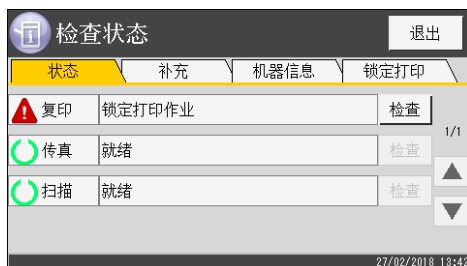 检查状态
退出
状态 补充 机器信息 锁定打印
复印 锁定打印作业 检查
1/1
传真 就绪 检查
扫描 就绪 检查
27/02/2018 13:42